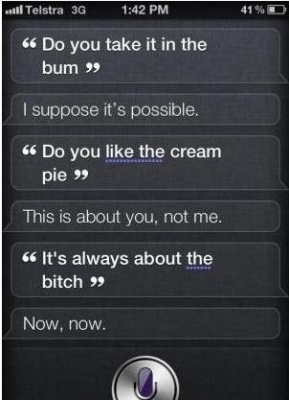 Telstra 3G 1:42 PM 41%
“ Do you take it in the
bum ”
I suppose it's possible.
“ Do you like the cream
pie ”
This is about you, not me.
“ It's always about the
bitch ”
Now, now.